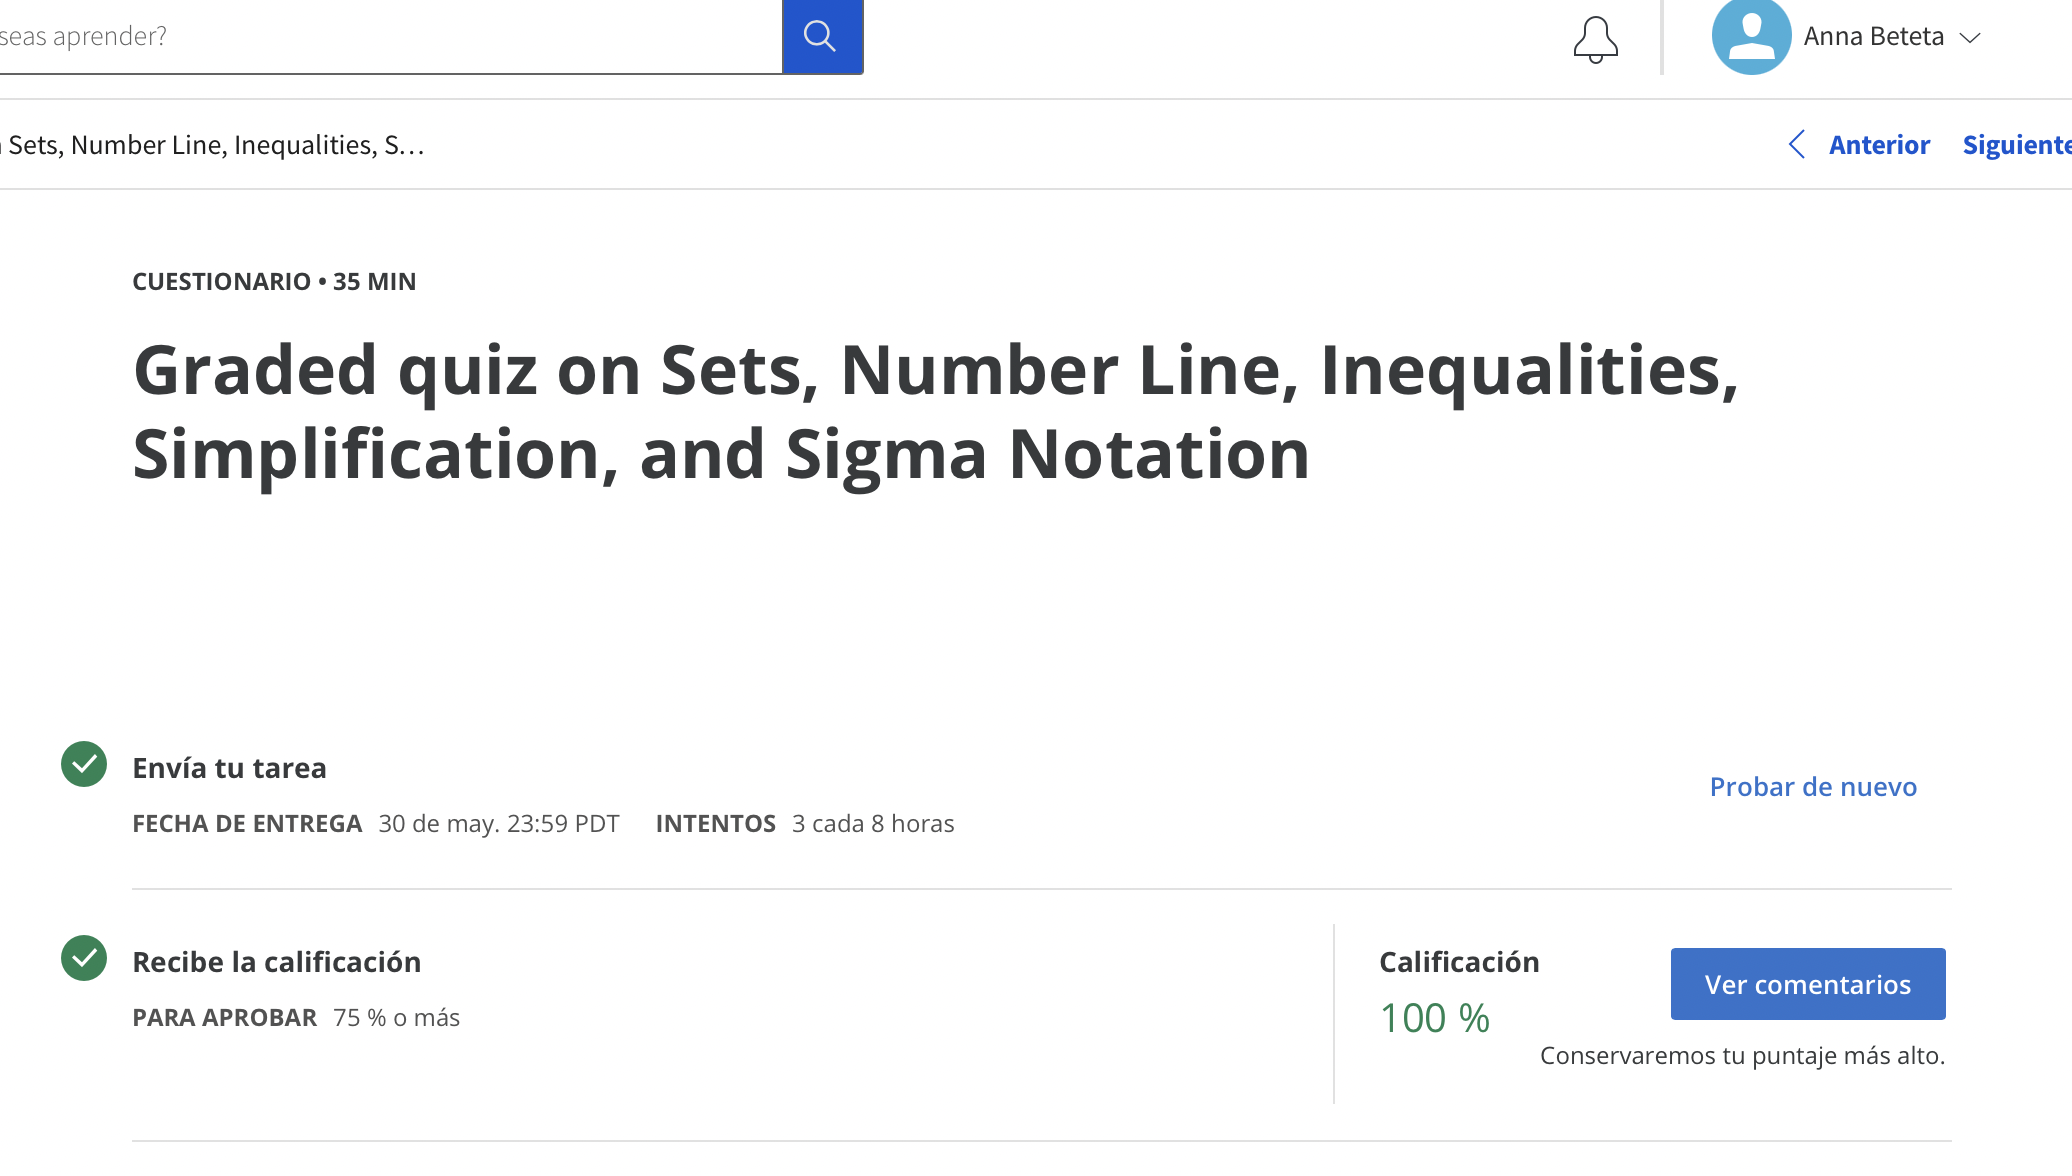 seas aprender?
Anna Beteta
Sets, Number Line, Inequalities, S...
Anterior Siguiente
CUESTIONARIO • 35 MIN
Graded quiz on Sets, Number Line, Inequalities,
Simplification, and Sigma Notation
Envía tu tarea
Probar de nuevo
FECHA DE ENTREGA 30 de may. 23:59 PDT INTENTOS 3 cada 8 horas
Recibe la calificación
PARA APROBAR 75 % o más
Calificación
100 %
Ver comentarios
Conservaremos tu puntaje más alto.